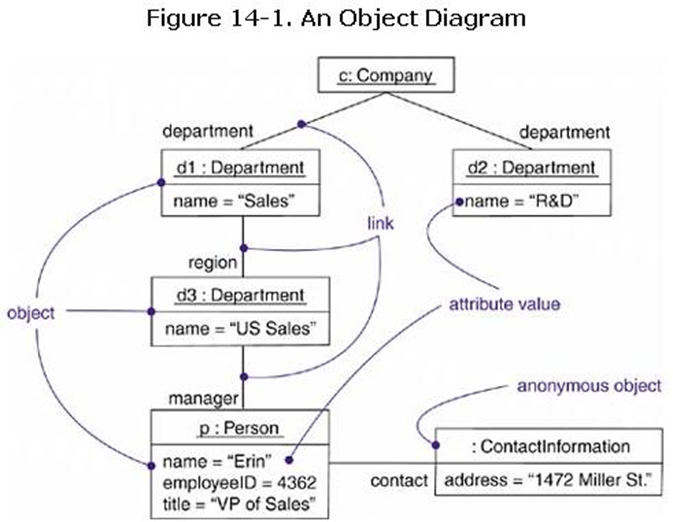 Figure 14-1. An Object Diagram
c: Company
department
department
d1 : Department
name = “Sales”
d2 : Department
name = “R&D”
link
region
d3 : Department
name = “US Sales”
object
attribute value
manager
anonymous object
p : Person
name = “Erin”
employeeID = 4362
title = “VP of Sales”
contact
: ContactInformation
address = “1472 Miller St.”